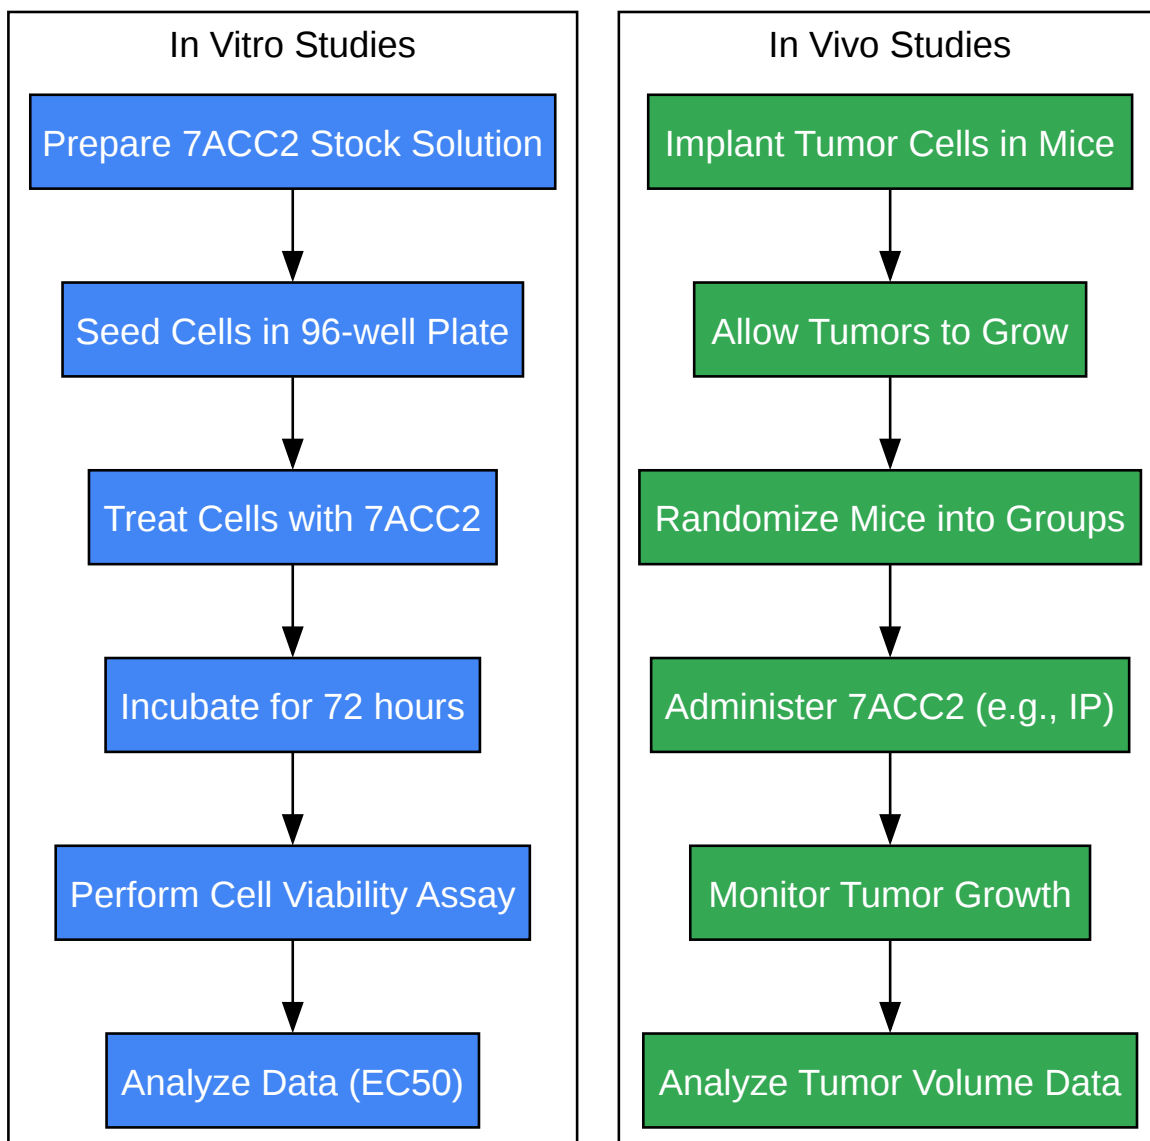 In Vitro Studies
Prepare 7ACC2 Stock Solution
Seed Cells in 96-well Plate
Treat Cells with 7ACC2
Incubate for 72 hours
Perform Cell Viability Assay
Analyze Data (EC50)
In Vivo Studies
Implant Tumor Cells in Mice
Allow Tumors to Grow
Randomize Mice into Groups
Administer 7ACC2 (e.g., IP)
Monitor Tumor Growth
Analyze Tumor Volume Data